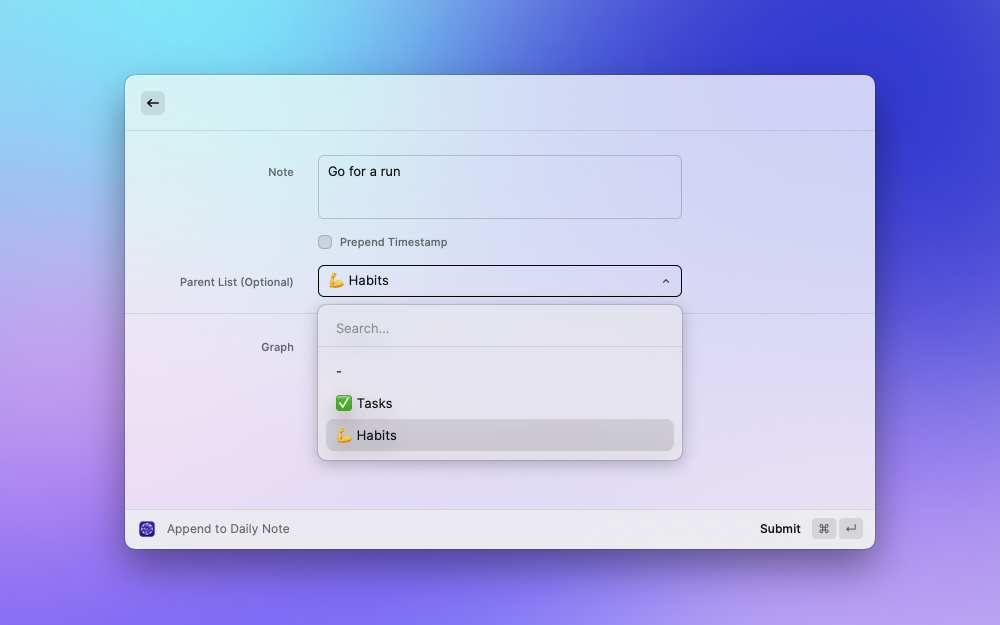 Note
Go for a run
Prepend Timestamp
Parent List (Optional)
💪 Habits
Search...
Graph
-
✅ Tasks
💪 Habits
Append to Daily Note
Submit ⌘ ↵